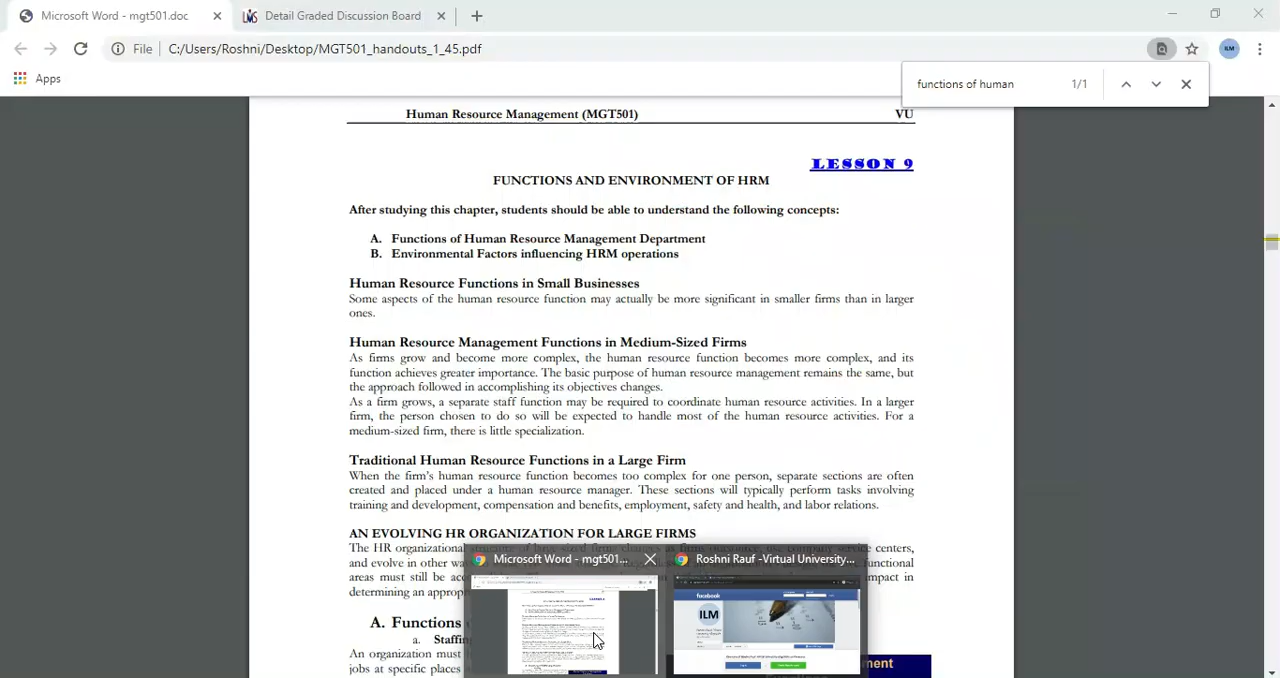 Microsoft Word - mgt501.doc
Detail Graded Discussion Board
File
C:/Users/Roshni/Desktop/MGT501_handouts_1_45.pdf
ILM
Apps
functions of human
1/1
Human Resource Management (MGT501)
VU
LESSON 9
FUNCTIONS AND ENVIRONMENT OF HRM
After studying this chapter, students should be able to understand the following concepts:
A. Functions of Human Resource Management Department
B. Environmental Factors influencing HRM operations
Human Resource Functions in Small Businesses
Some aspects of the human resource function may actually be more significant in smaller firms than in larger
ones.
Human Resource Management Functions in Medium-Sized Firms
As firms grow and become more complex, the human resource function becomes more complex, and its
function achieves greater importance. The basic purpose of human resource management remains the same, but
the approach followed in accomplishing its objectives changes.
As a firm grows, a separate staff function may be required to coordinate human resource activities. In a larger
firm, the person chosen to do so will be expected to handle most of the human resource activities. For a
medium-sized firm, there is little specialization.
Traditional Human Resource Functions in a Large Firm
When the firm's human resource function becomes too complex for one person, separate sections are often
created and placed under a human resource manager. These sections will typically perform tasks involving
training and development, compensation and benefits, employment, safety and health, and labor relations.
AN EVOLVING HR ORGANIZATION FOR LARGE FIRMS
The HR organizational centers,
and evolve in other functional
areas must still be impact in
determining an
A. Functions
a.
An organization must
jobs at specific places
Microsoft Word - mgt501...
Roshni Rauf -Virtual University...
facebook
ILM